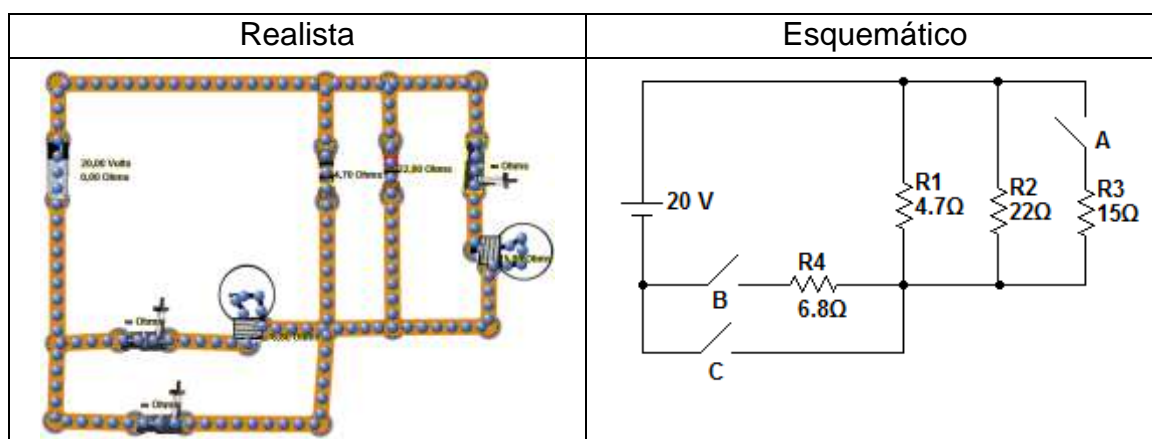 Realista
Esquemático
20,00 Volts
0,00 Ohms
4,70 Ohms
22,00 Ohms
∞ Ohms
∞ Ohms
∞ Ohms
20 V
R1
4.7Ω
R2
22Ω
A
R3
15Ω
B
R4
6.8Ω
C